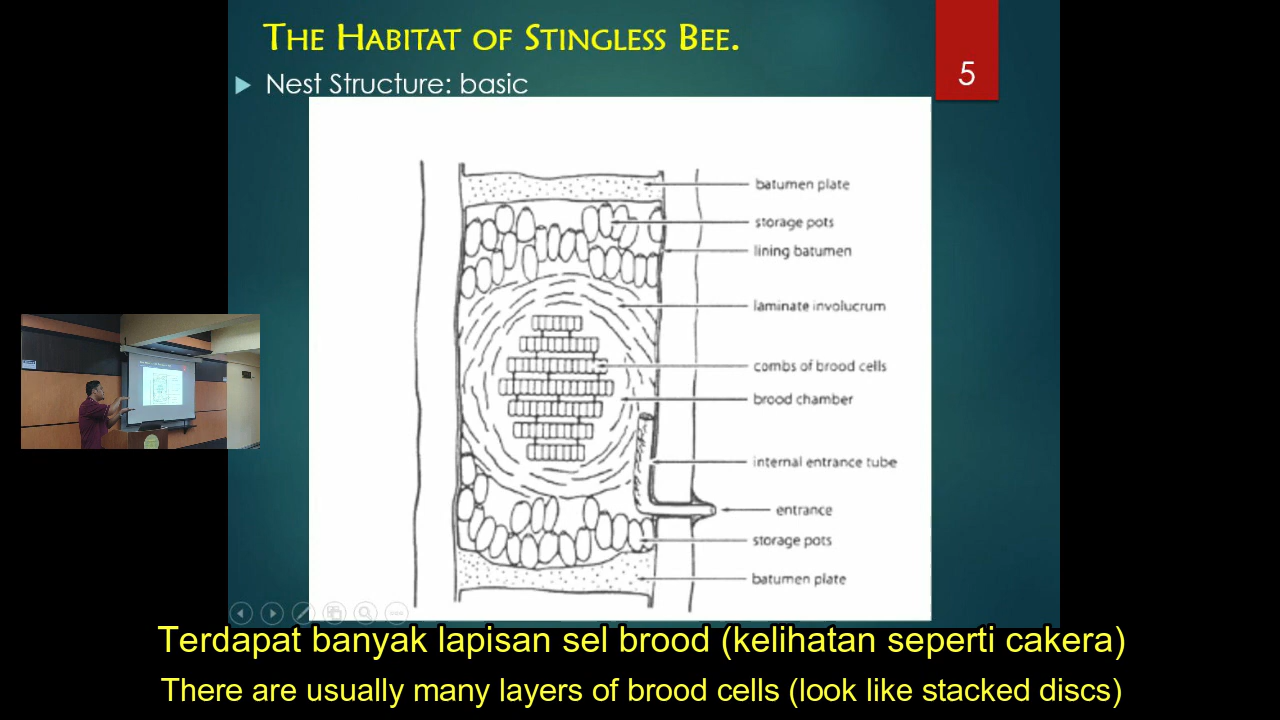 THE HABITAT OF STINGLESS BEE.
5
Nest Structure: basic
batumen plate
storage pots
lining batumen
laminate involucrum
combs of brood cells
brood chamber
internal entrance tube
entrance
storage pots
batumen plate
Terdapat banyak lapisan sel brood (kelihatan seperti cakera)
There are usually many layers of brood cells (look like stacked discs)